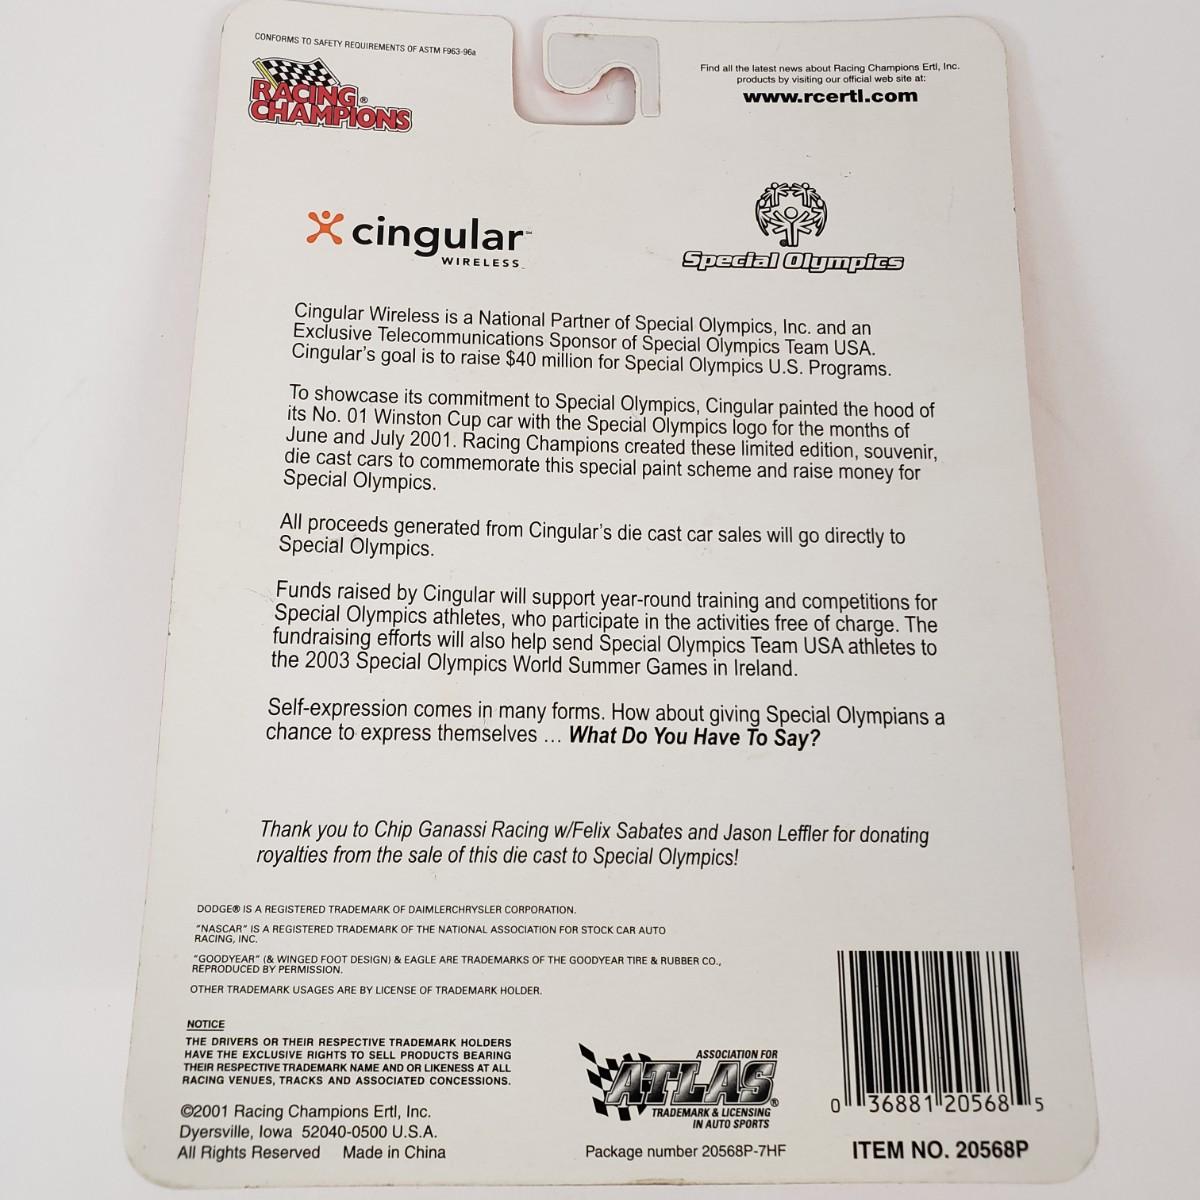 CONFORMS TO SAFETY REQUIREMENTS OF ASTM F963-96a
RACING®
CHAMPIONS
Find all the latest news about Racing Champions Ertl, Inc.
products by visiting our official web site at:
www.rcertl.com
cingular℠
WIRELESS
Special Olympics
Cingular Wireless is a National Partner of Special Olympics, Inc. and an
Exclusive Telecommunications Sponsor of Special Olympics Team USA.
Cingular's goal is to raise $40 million for Special Olympics U.S. Programs.
To showcase its commitment to Special Olympics, Cingular painted the hood of
its No. 01 Winston Cup car with the Special Olympics logo for the months of
June and July 2001. Racing Champions created these limited edition, souvenir,
die cast cars to commemorate this special paint scheme and raise money for
Special Olympics.
All proceeds generated from Cingular's die cast car sales will go directly to
Special Olympics.
Funds raised by Cingular will support year-round training and competitions for
Special Olympics athletes, who participate in the activities free of charge. The
fundraising efforts will also help send Special Olympics Team USA athletes to
the 2003 Special Olympics World Summer Games in Ireland.
Self-expression comes in many forms. How about giving Special Olympians a
chance to express themselves ... What Do You Have To Say?
Thank you to Chip Ganassi Racing w/Felix Sabates and Jason Leffler for donating
royalties from the sale of this die cast to Special Olympics!
DODGE® IS A REGISTERED TRADEMARK OF DAIMLERCHRYSLER CORPORATION.
"NASCAR" IS A REGISTERED TRADEMARK OF THE NATIONAL ASSOCIATION FOR STOCK CAR AUTO
RACING, INC.
"GOODYEAR" (& WINGED FOOT DESIGN) & EAGLE ARE TRADEMARKS OF THE GOODYEAR TIRE & RUBBER CO.,
REPRODUCED BY PERMISSION.
OTHER TRADEMARK USAGES ARE BY LICENSE OF TRADEMARK HOLDER.
NOTICE
THE DRIVERS OR THEIR RESPECTIVE TRADEMARK HOLDERS
HAVE THE EXCLUSIVE RIGHTS TO SELL PRODUCTS BEARING
THEIR RESPECTIVE TRADEMARK NAME AND OR LIKENESS AT ALL
RACING VENUES, TRACKS AND ASSOCIATED CONCESSIONS.
©2001 Racing Champions Ertl, Inc.
Dyersville, Iowa 52040-0500 U.S.A.
All Rights Reserved Made in China
ASSOCIATION FOR
ATLAS®
TRADEMARK & LICENSING
IN AUTO SPORTS
Package number 20568P-7HF
0 36881 20568 5
ITEM NO. 20568P